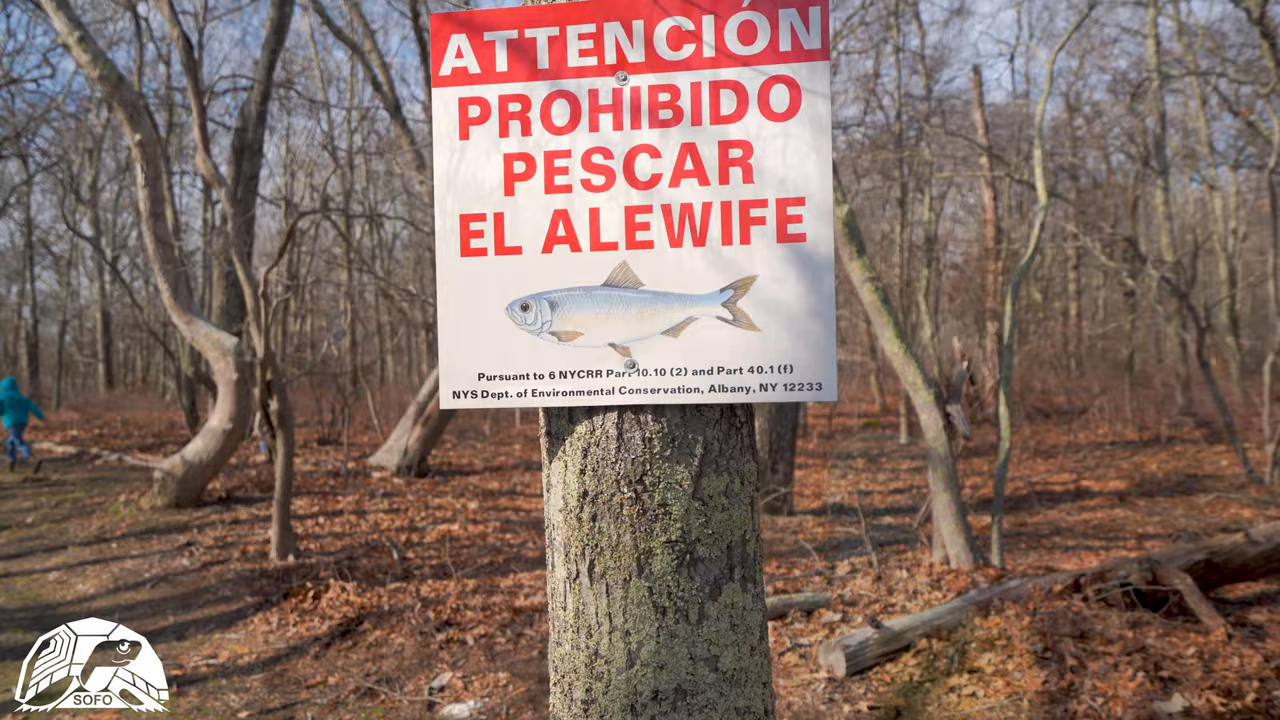 ATTENCIÓN
PROHIBIDO
PESCAR
EL ALEWIFE
Pursuant to 6 NYCRR Part 10.10 (2) and Part 40.1 (f)
NYS Dept. of Environmental Conservation, Albany, NY 12233
SOFO